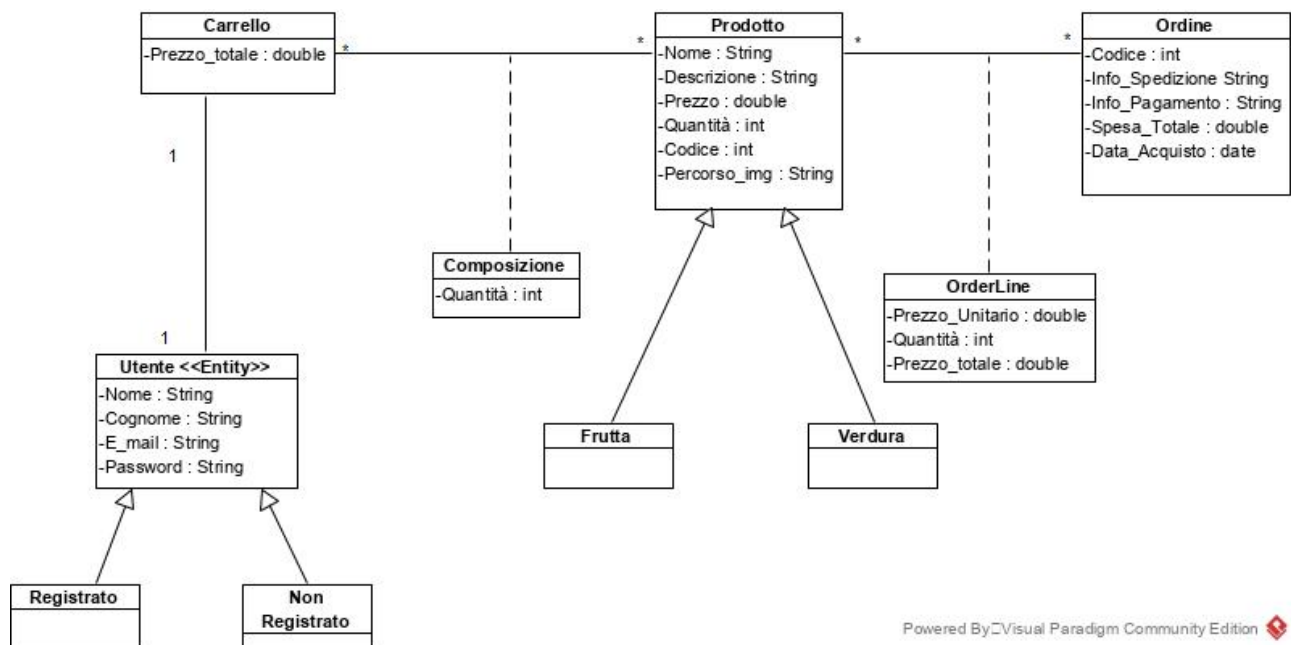 Carrello
-Prezzo_totale : double
*
*
Prodotto
-Nome : String
-Descrizione : String
-Prezzo : double
-Quantità : int
-Codice : int
-Percorso_img : String
*
*
Ordine
-Codice : int
-Info_Spedizione String
-Info_Pagamento : String
-Spesa_Totale : double
-Data_Acquisto : date
1
1
Composizione
-Quantità : int
OrderLine
-Prezzo_Unitario : double
-Quantità : int
-Prezzo_totale : double
Utente <<Entity>>
-Nome : String
-Cognome : String
-E_mail : String
-Password : String
Frutta
Verdura
Registrato
Non
Registrato
Powered By Visual Paradigm Community Edition